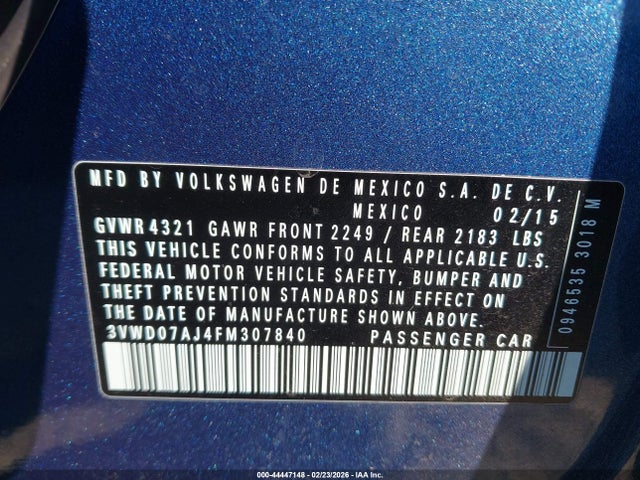 MFD BY VOLKSWAGEN DE MEXICO S.A. DE C.V.
MEXICO 02/15
GVWR 4321 GAWR FRONT 2249 / REAR 2183 LBS
THIS VEHICLE CONFORMS TO ALL APPLICABLE U.S.
FEDERAL MOTOR VEHICLE SAFETY, BUMPER AND
THEFT PREVENTION STANDARDS IN EFFECT ON
THE DATE OF MANUFACTURE SHOWN ABOVE.
3VWD07AJ4FM307840 PASSENGER CAR
0946535 3018 M
000-44447148 - 02/23/2026 - IAA Inc.